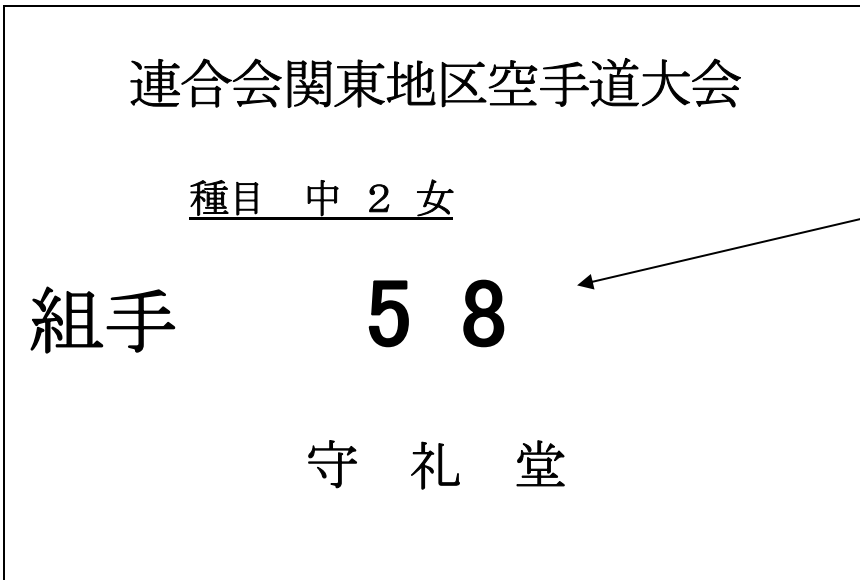 連合会関東地区空手道大会
種目　中　２　女
組手　５８
守　礼　堂